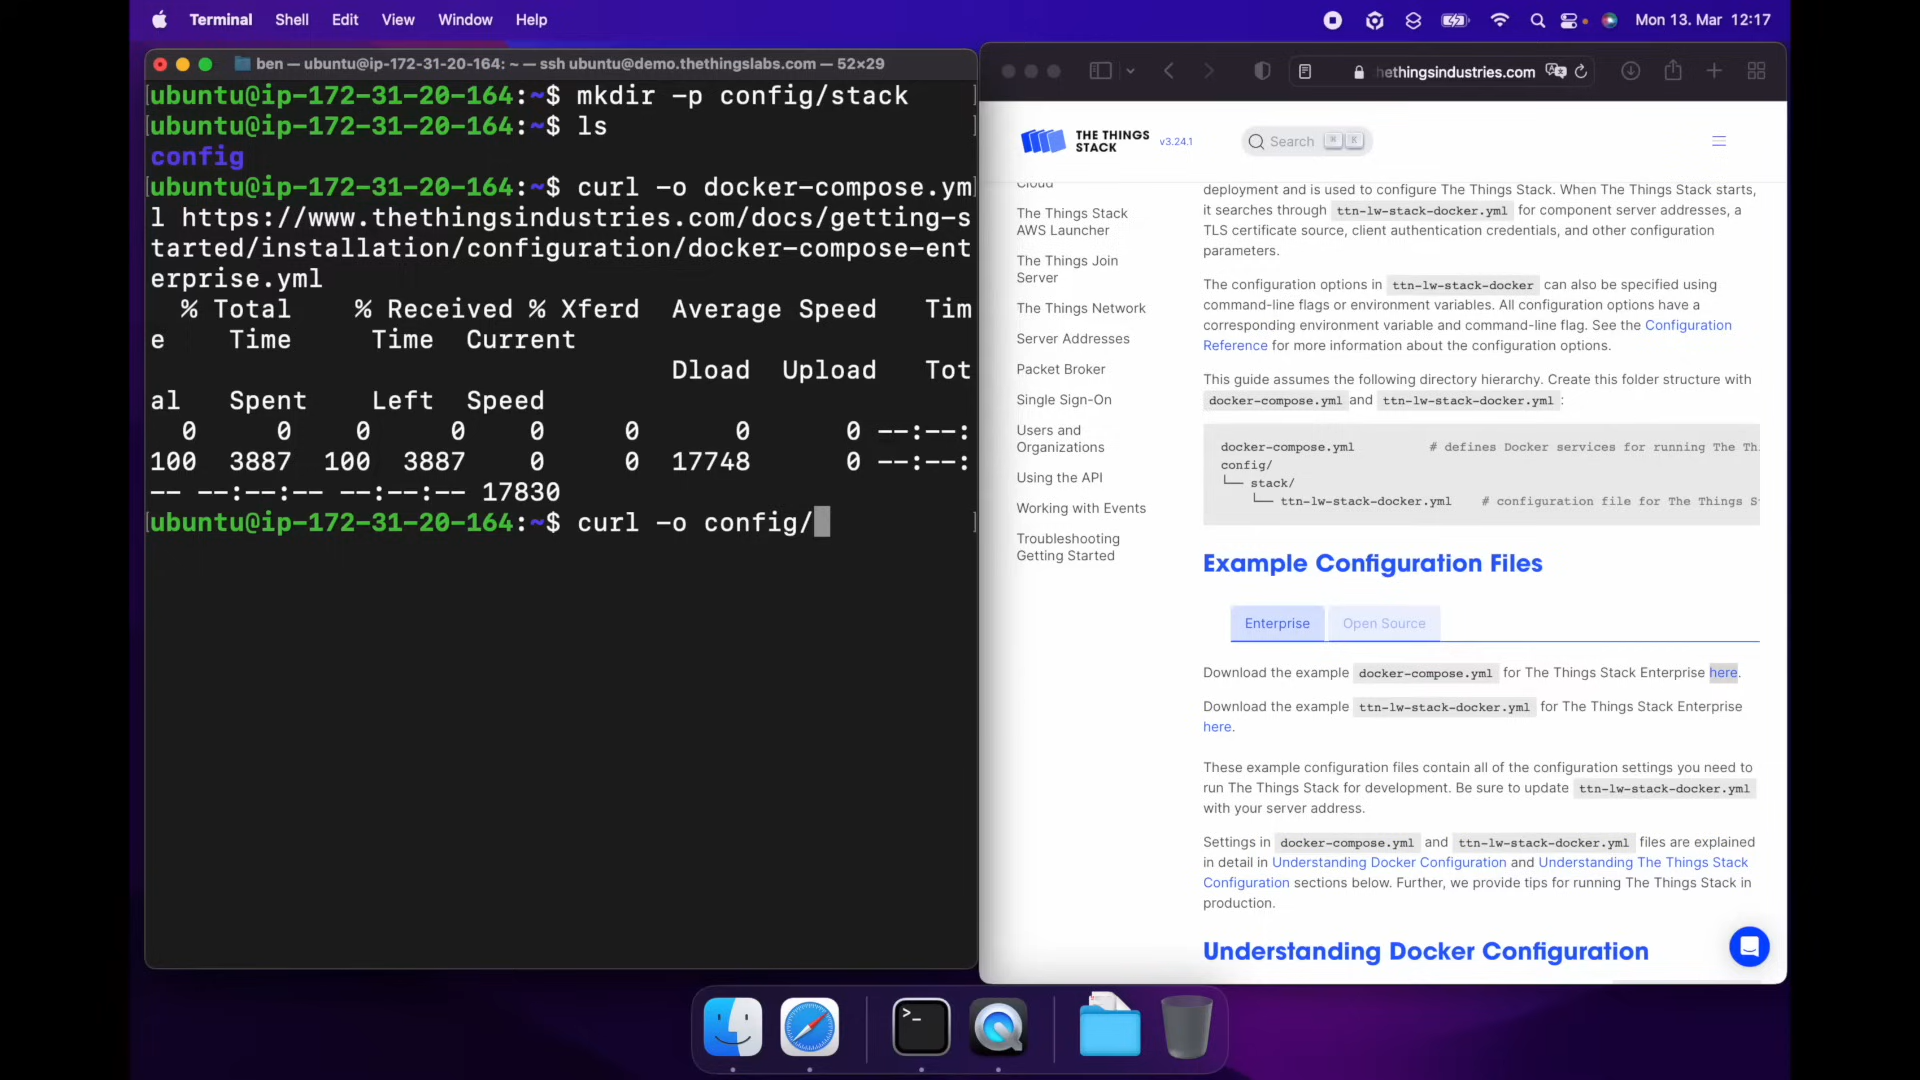 Terminal Shell Edit View Window Help Mon 13. Mar 12:17
ben — ubuntu@ip-172-31-20-164: ~ — ssh ubuntu@demo.thethingslabs.com — 52×29
[ubuntu@ip-172-31-20-164:~$ mkdir -p config/stack ]
[ubuntu@ip-172-31-20-164:~$ ls ]
config
[ubuntu@ip-172-31-20-164:~$ curl -o docker-compose.ym]
l https://www.thethingsindustries.com/docs/getting-s
tarted/installation/configuration/docker-compose-ent
erprise.yml
% Total % Received % Xferd Average Speed Tim
e Time Time Current
Dload Upload Tot
al Spent Left Speed
0 0 0 0 0 0 0 0 --:--:
100 3887 100 3887 0 0 17748 0 --:--:
-- --:--:-- --:--:-- 17830
[ubuntu@ip-172-31-20-164:~$ curl -o config/ ]
hethingsindustries.com
THE THINGS
STACK
v3.24.1
Search ⌘ K
Cloud
The Things Stack
AWS Launcher
The Things Join
Server
The Things Network
Server Addresses
Packet Broker
Single Sign-On
Users and
Organizations
Using the API
Working with Events
Troubleshooting
Getting Started
deployment and is used to configure The Things Stack. When The Things Stack starts,
it searches through ttn-lw-stack-docker.yml for component server addresses, a
TLS certificate source, client authentication credentials, and other configuration
parameters.
The configuration options in ttn-lw-stack-docker can also be specified using
command-line flags or environment variables. All configuration options have a
corresponding environment variable and command-line flag. See the Configuration
Reference for more information about the configuration options.
This guide assumes the following directory hierarchy. Create this folder structure with
docker-compose.yml and ttn-lw-stack-docker.yml :
docker-compose.yml # defines Docker services for running The Th
config/
└── stack/
└── ttn-lw-stack-docker.yml # configuration file for The Things S
Example Configuration Files
Enterprise Open Source
Download the example docker-compose.yml for The Things Stack Enterprise here.
Download the example ttn-lw-stack-docker.yml for The Things Stack Enterprise
here.
These example configuration files contain all of the configuration settings you need to
run The Things Stack for development. Be sure to update ttn-lw-stack-docker.yml
with your server address.
Settings in docker-compose.yml and ttn-lw-stack-docker.yml files are explained
in detail in Understanding Docker Configuration and Understanding The Things Stack
Configuration sections below. Further, we provide tips for running The Things Stack in
production.
Understanding Docker Configuration